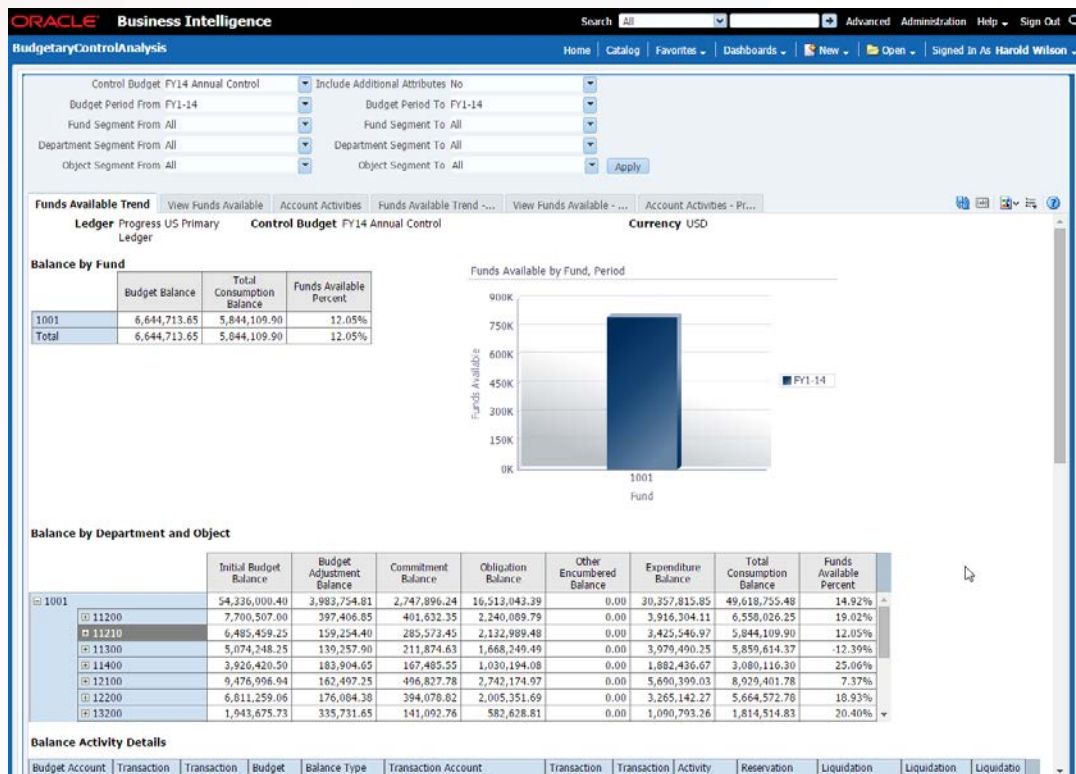 ORACLE Business Intelligence Search All Advanced Administration Help Sign Out
BudgetaryControlAnalysis Home Catalog Favorites Dashboards New Open Signed In As Harold Wilson
Control Budget FY14 Annual Control Include Additional Attributes No
Budget Period From FY1-14 Budget Period To FY1-14
Fund Segment From All Fund Segment To All
Department Segment From All Department Segment To All
Object Segment From All Object Segment To All Apply
Funds Available Trend View Funds Available Account Activities Funds Available Trend -... View Funds Available - ... Account Activities - Pr...
Ledger Progress US Primary Ledger Control Budget FY14 Annual Control Currency USD
Balance by Fund
Budget Balance Total Consumption Balance Funds Available Percent
1001 6,644,713.65 5,844,109.90 12.05%
Total 6,644,713.65 5,844,109.90 12.05%
Funds Available by Fund, Period
Funds Available
900K
750K
600K
450K
300K
150K
0K
1001
Fund
FY1-14
Balance by Department and Object
Initial Budget Balance Budget Adjustment Balance Commitment Balance Obligation Balance Other Encumbered Balance Expenditure Balance Total Consumption Balance Funds Available Percent
1001 54,336,000.40 3,983,754.81 2,747,896.24 16,513,043.39 0.00 30,357,815.85 49,618,755.48 14.92%
11200 7,700,507.00 397,406.85 401,632.35 2,240,089.79 0.00 3,916,304.11 6,558,026.25 19.02%
11210 6,485,459.25 159,254.40 285,573.45 2,132,989.48 0.00 3,425,546.97 5,844,109.90 12.05%
11300 5,074,248.25 139,257.90 211,874.63 1,668,249.49 0.00 3,979,490.25 5,859,614.37 -12.39%
11400 3,926,420.50 183,904.65 167,485.55 1,030,194.08 0.00 1,882,436.67 3,080,116.30 25.06%
12100 9,476,996.94 162,497.25 496,827.78 2,742,174.97 0.00 5,690,399.03 8,929,401.78 7.37%
12200 6,811,259.06 176,084.38 394,078.82 2,005,351.69 0.00 3,265,142.27 5,664,572.78 18.93%
13200 1,943,675.73 335,731.65 141,092.76 582,628.81 0.00 1,090,793.26 1,814,514.83 20.40%
Balance Activity Details
Budget Account Transaction Transaction Budget Balance Type Transaction Account Transaction Transaction Activity Reservation Liquidation Liquidation Liquidatio